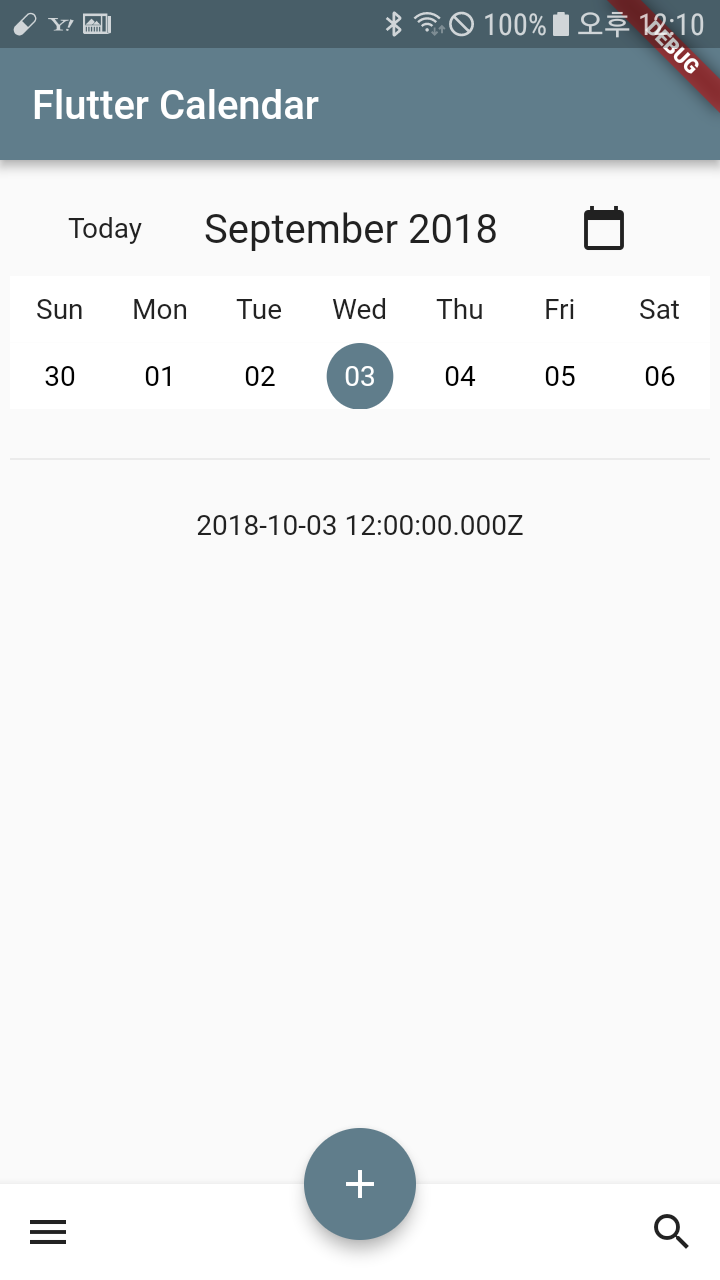 100% 오후 12:10
DEBUG
Flutter Calendar
Today September 2018
Sun Mon Tue Wed Thu Fri Sat
30 01 02 03 04 05 06
2018-10-03 12:00:00.000Z